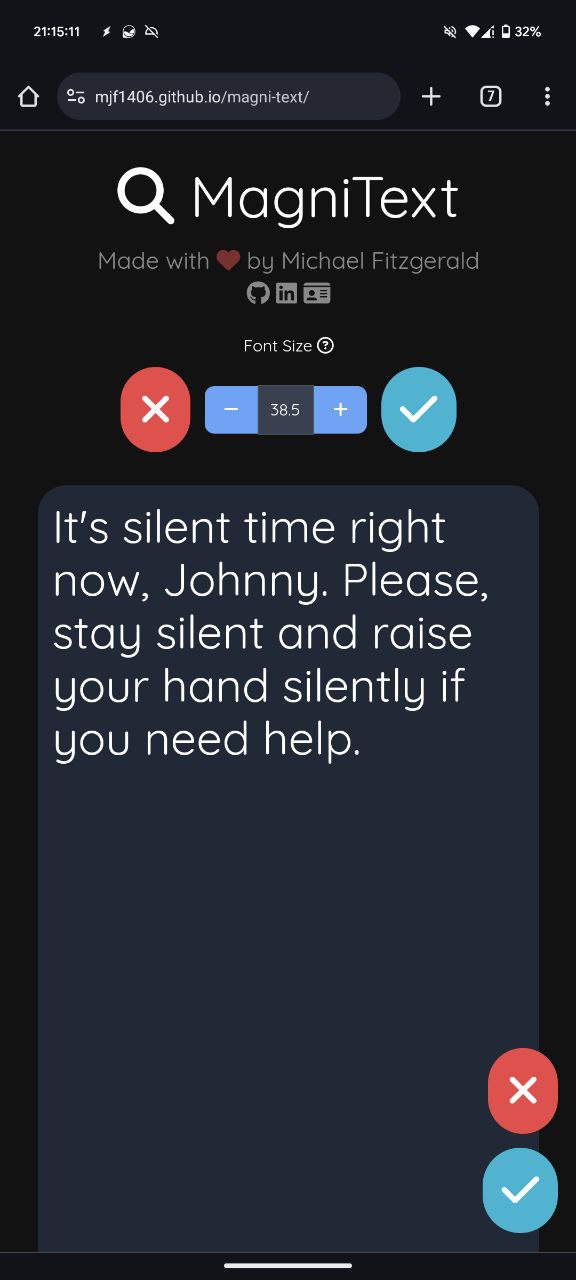 21:15:11
32%
mjf1406.github.io/magni-text/
7
MagniText
Made with ❤ by Michael Fitzgerald
Font Size
38.5
It's silent time right
now, Johnny. Please,
stay silent and raise
your hand silently if
you need help.